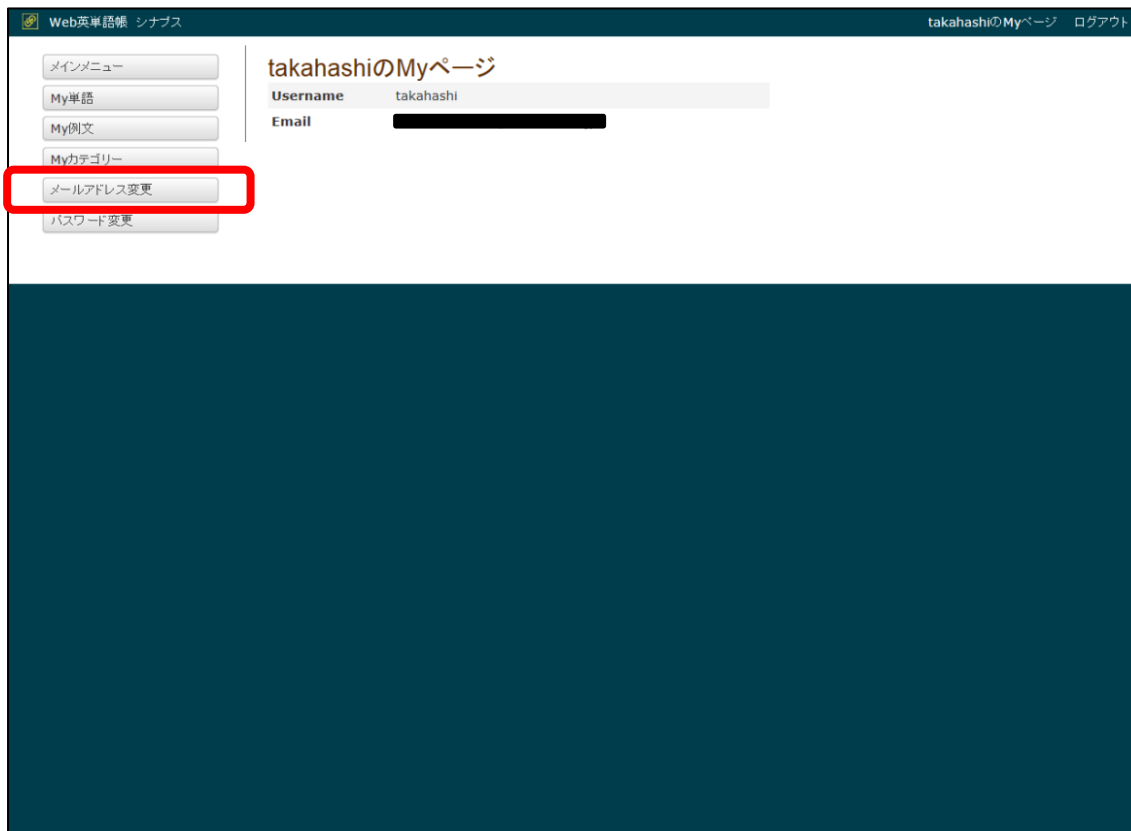 Web英単語帳 シナプス
takahashiのMyページ ログアウト
メインメニュー
My単語
My例文
Myカテゴリー
メールアドレス変更
パスワード変更
takahashiのMyページ
Username takahashi
Email